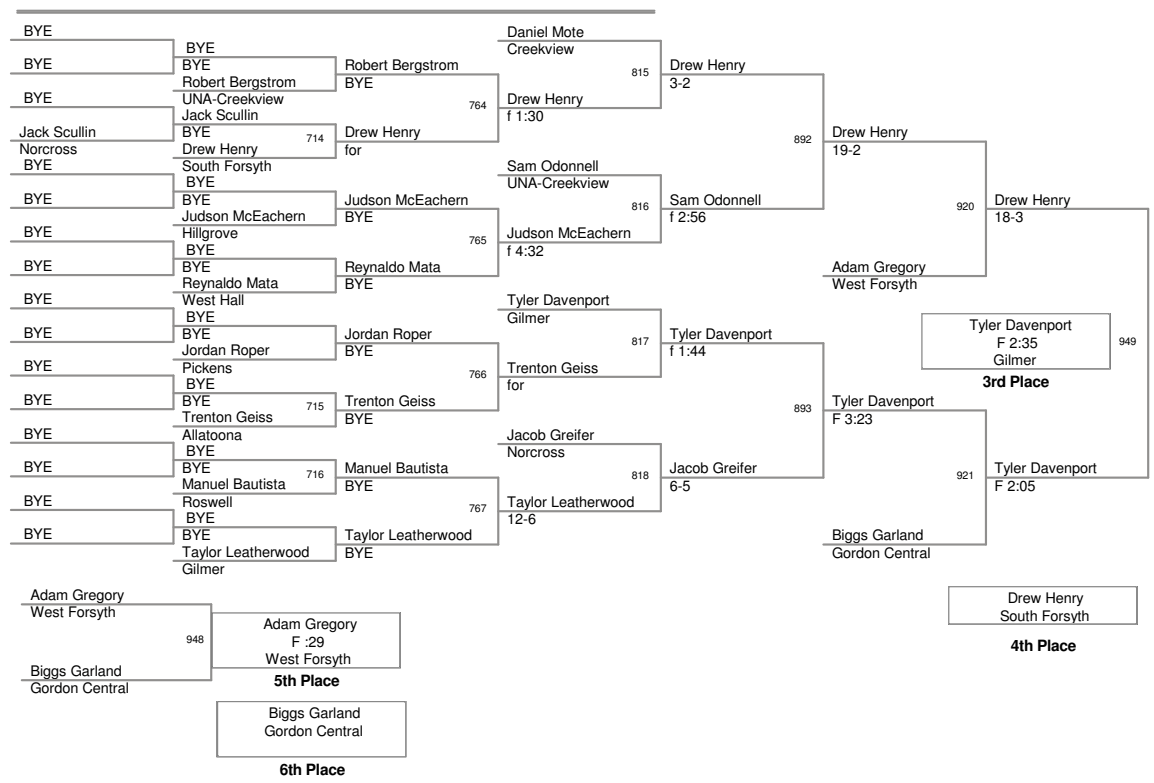 BYE
BYE
BYE
Jack Scullin
Norcross
BYE
BYE
BYE
BYE
BYE
BYE
BYE
BYE
BYE
BYE
BYE
BYE
BYE
BYE
Robert Bergstrom
UNA-Creekview
Jack Scullin
BYE
714
Drew Henry
South Forsyth
BYE
BYE
Judson McEachern
Hillgrove
BYE
BYE
Reynaldo Mata
West Hall
BYE
BYE
Jordan Roper
Pickens
BYE
BYE
715
Trenton Geiss
Allatoona
BYE
BYE
716
Manuel Bautista
Roswell
BYE
BYE
Taylor Leatherwood
Gilmer
Robert Bergstrom
BYE
764
Drew Henry
for
Judson McEachern
BYE
765
Reynaldo Mata
BYE
Jordan Roper
BYE
766
Trenton Geiss
BYE
Manuel Bautista
BYE
767
Taylor Leatherwood
BYE
Daniel Mote
Creekview
815
Drew Henry
f 1:30
Sam Odonnell
UNA-Creekview
816
Judson McEachern
f 4:32
Tyler Davenport
Gilmer
817
Trenton Geiss
for
Jacob Greifer
Norcross
818
Taylor Leatherwood
12-6
Drew Henry
3-2
892
Sam Odonnell
f 2:56
Tyler Davenport
f 1:44
893
Jacob Greifer
6-5
Drew Henry
19-2
920
Adam Gregory
West Forsyth
Tyler Davenport
F 3:23
921
Biggs Garland
Gordon Central
Drew Henry
18-3
Tyler Davenport
F 2:35
Gilmer
949
3rd Place
Tyler Davenport
F 2:05
Drew Henry
South Forsyth
4th Place
Adam Gregory
West Forsyth
948
Biggs Garland
Gordon Central
Adam Gregory
F :29
West Forsyth
5th Place
Biggs Garland
Gordon Central
6th Place